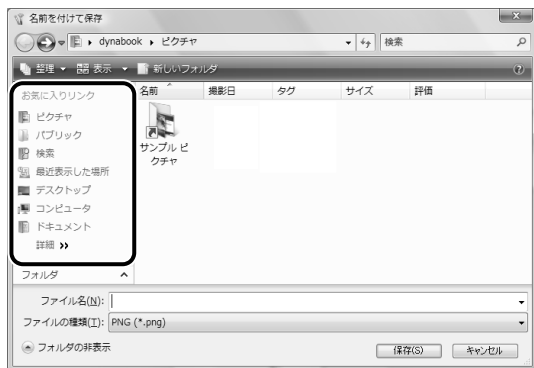 名前を付けて保存
dynabook ピクチャ 検索
整理 表示 新しいフォルダ
お気に入りリンク
ピクチャ
パブリック
検索
最近表示した場所
デスクトップ
コンピュータ
ドキュメント
詳細 >>
フォルダ
名前 撮影日 タグ サイズ 評価
サンプル ピ
クチャ
ファイル名(N):
ファイルの種類(T): PNG (*.png)
フォルダの非表示 保存(S) キャンセル